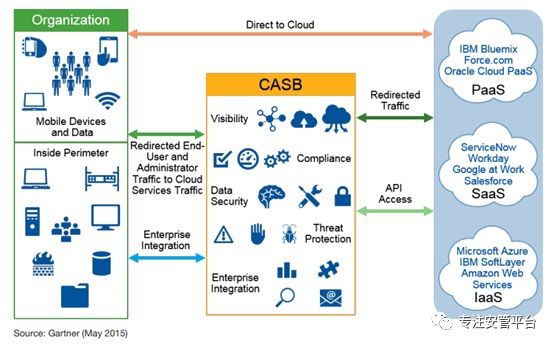 Organization
Mobile Devices
and Data
Inside Perimeter
Direct to Cloud
Redirected End-
User and
Administrator
Traffic to Cloud
Services Traffic
Enterprise
Integration
CASB
Visibility
Compliance
Data
Security
Threat
Protection
Enterprise
Integration
Redirected
Traffic
API
Access
IBM Bluemix
Force.com
Oracle Cloud PaaS
PaaS
ServiceNow
Workday
Google at Work
Salesforce
SaaS
Microsoft Azure
IBM SoftLayer
Amazon Web
Services
IaaS
Source: Gartner (May 2015)
专注安管平台